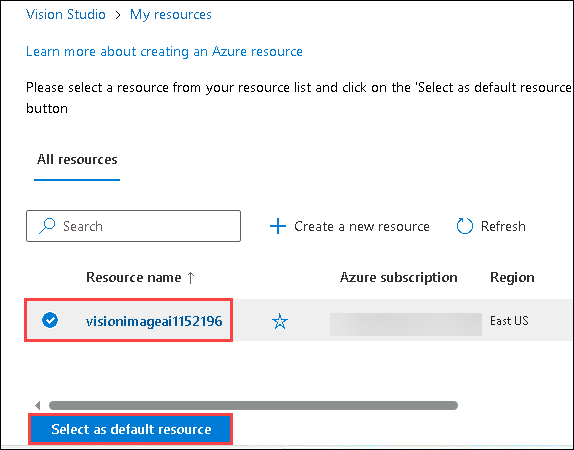 Vision Studio > My resources
Learn more about creating an Azure resource
Please select a resource from your resource list and click on the 'Select as default resource
button
All resources
Search + Create a new resource Refresh
Resource name ↑ Azure subscription Region
visionimageai1152196 East US
Select as default resource